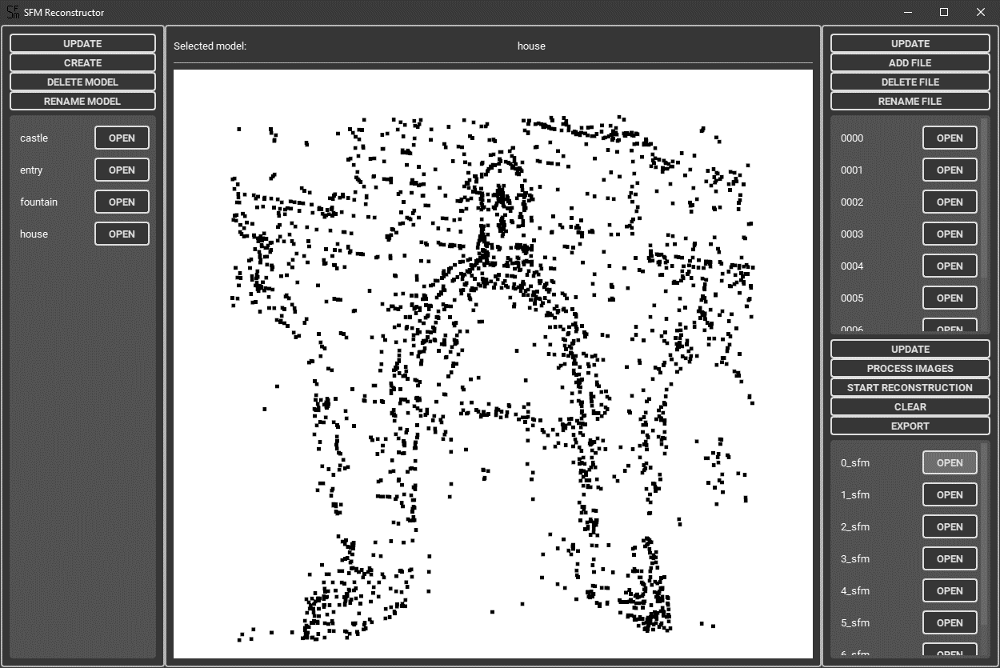 SFm
SFM Reconstructor
UPDATE
CREATE
DELETE MODEL
RENAME MODEL
castle OPEN
entry OPEN
fountain OPEN
house OPEN
Selected model: house
UPDATE
ADD FILE
DELETE FILE
RENAME FILE
0000 OPEN
0001 OPEN
0002 OPEN
0003 OPEN
0004 OPEN
0005 OPEN
0006 OPEN
UPDATE
PROCESS IMAGES
START RECONSTRUCTION
CLEAR
EXPORT
0_sfm OPEN
1_sfm OPEN
2_sfm OPEN
3_sfm OPEN
4_sfm OPEN
5_sfm OPEN
6_sfm OPEN